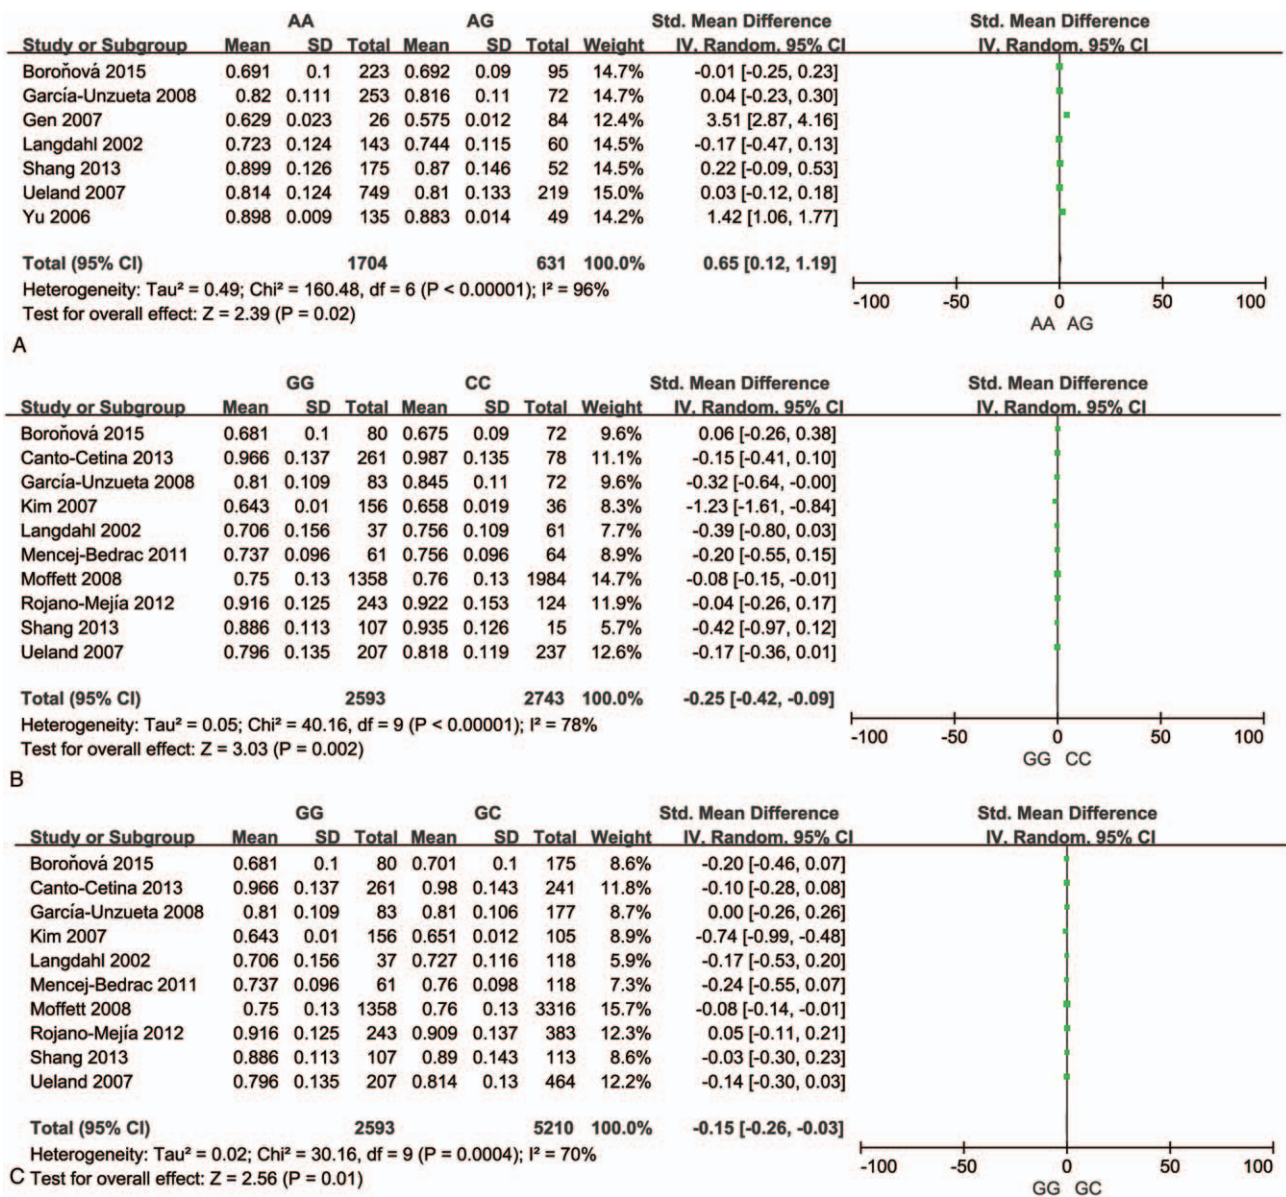 AA AG Std. Mean Difference Std. Mean Difference
Study or Subgroup Mean SD Total Mean SD Total Weight IV. Random. 95% CI IV. Random. 95% CI
Boroňová 2015 0.691 0.1 223 0.692 0.09 95 14.7% -0.01 [-0.25, 0.23]
García-Unzueta 2008 0.82 0.111 253 0.816 0.11 72 14.7% 0.04 [-0.23, 0.30]
Gen 2007 0.629 0.023 26 0.575 0.012 84 12.4% 3.51 [2.87, 4.16]
Langdahl 2002 0.723 0.124 143 0.744 0.115 60 14.5% -0.17 [-0.47, 0.13]
Shang 2013 0.899 0.126 175 0.87 0.146 52 14.5% 0.22 [-0.09, 0.53]
Ueland 2007 0.814 0.124 749 0.81 0.133 219 15.0% 0.03 [-0.12, 0.18]
Yu 2006 0.898 0.009 135 0.883 0.014 49 14.2% 1.42 [1.06, 1.77]
Total (95% CI) 1704 631 100.0% 0.65 [0.12, 1.19]
Heterogeneity: Tau² = 0.49; Chi² = 160.48, df = 6 (P < 0.00001); I² = 96%
Test for overall effect: Z = 2.39 (P = 0.02)
-100 -50 0 50 100
AA AG
A
GG CC Std. Mean Difference Std. Mean Difference
Study or Subgroup Mean SD Total Mean SD Total Weight IV. Random. 95% CI IV. Random. 95% CI
Boroňová 2015 0.681 0.1 80 0.675 0.09 72 9.6% 0.06 [-0.26, 0.38]
Canto-Cetina 2013 0.966 0.137 261 0.987 0.135 78 11.1% -0.15 [-0.41, 0.10]
García-Unzueta 2008 0.81 0.109 83 0.845 0.11 72 9.6% -0.32 [-0.64, -0.00]
Kim 2007 0.643 0.01 156 0.658 0.019 36 8.3% -1.23 [-1.61, -0.84]
Langdahl 2002 0.706 0.156 37 0.756 0.109 61 7.7% -0.39 [-0.80, 0.03]
Mencej-Bedrac 2011 0.737 0.096 61 0.756 0.096 64 8.9% -0.20 [-0.55, 0.15]
Moffett 2008 0.75 0.13 1358 0.76 0.13 1984 14.7% -0.08 [-0.15, -0.01]
Rojano-Mejía 2012 0.916 0.125 243 0.922 0.153 124 11.9% -0.04 [-0.26, 0.17]
Shang 2013 0.886 0.113 107 0.935 0.126 15 5.7% -0.42 [-0.97, 0.12]
Ueland 2007 0.796 0.135 207 0.818 0.119 237 12.6% -0.17 [-0.36, 0.01]
Total (95% CI) 2593 2743 100.0% -0.25 [-0.42, -0.09]
Heterogeneity: Tau² = 0.05; Chi² = 40.16, df = 9 (P < 0.00001); I² = 78%
Test for overall effect: Z = 3.03 (P = 0.002)
-100 -50 0 50 100
GG CC
B
GG GC Std. Mean Difference Std. Mean Difference
Study or Subgroup Mean SD Total Mean SD Total Weight IV. Random. 95% CI IV. Random. 95% CI
Boroňová 2015 0.681 0.1 80 0.701 0.1 175 8.6% -0.20 [-0.46, 0.07]
Canto-Cetina 2013 0.966 0.137 261 0.98 0.143 241 11.8% -0.10 [-0.28, 0.08]
García-Unzueta 2008 0.81 0.109 83 0.81 0.106 177 8.7% 0.00 [-0.26, 0.26]
Kim 2007 0.643 0.01 156 0.651 0.012 105 8.9% -0.74 [-0.99, -0.48]
Langdahl 2002 0.706 0.156 37 0.727 0.116 118 5.9% -0.17 [-0.53, 0.20]
Mencej-Bedrac 2011 0.737 0.096 61 0.76 0.098 118 7.3% -0.24 [-0.55, 0.07]
Moffett 2008 0.75 0.13 1358 0.76 0.13 3316 15.7% -0.08 [-0.14, -0.01]
Rojano-Mejía 2012 0.916 0.125 243 0.909 0.137 383 12.3% 0.05 [-0.11, 0.21]
Shang 2013 0.886 0.113 107 0.89 0.143 113 8.6% -0.03 [-0.30, 0.23]
Ueland 2007 0.796 0.135 207 0.814 0.13 464 12.2% -0.14 [-0.30, 0.03]
Total (95% CI) 2593 5210 100.0% -0.15 [-0.26, -0.03]
Heterogeneity: Tau² = 0.02; Chi² = 30.16, df = 9 (P = 0.0004); I² = 70%
C Test for overall effect: Z = 2.56 (P = 0.01)
-100 -50 0 50 100
GG GC